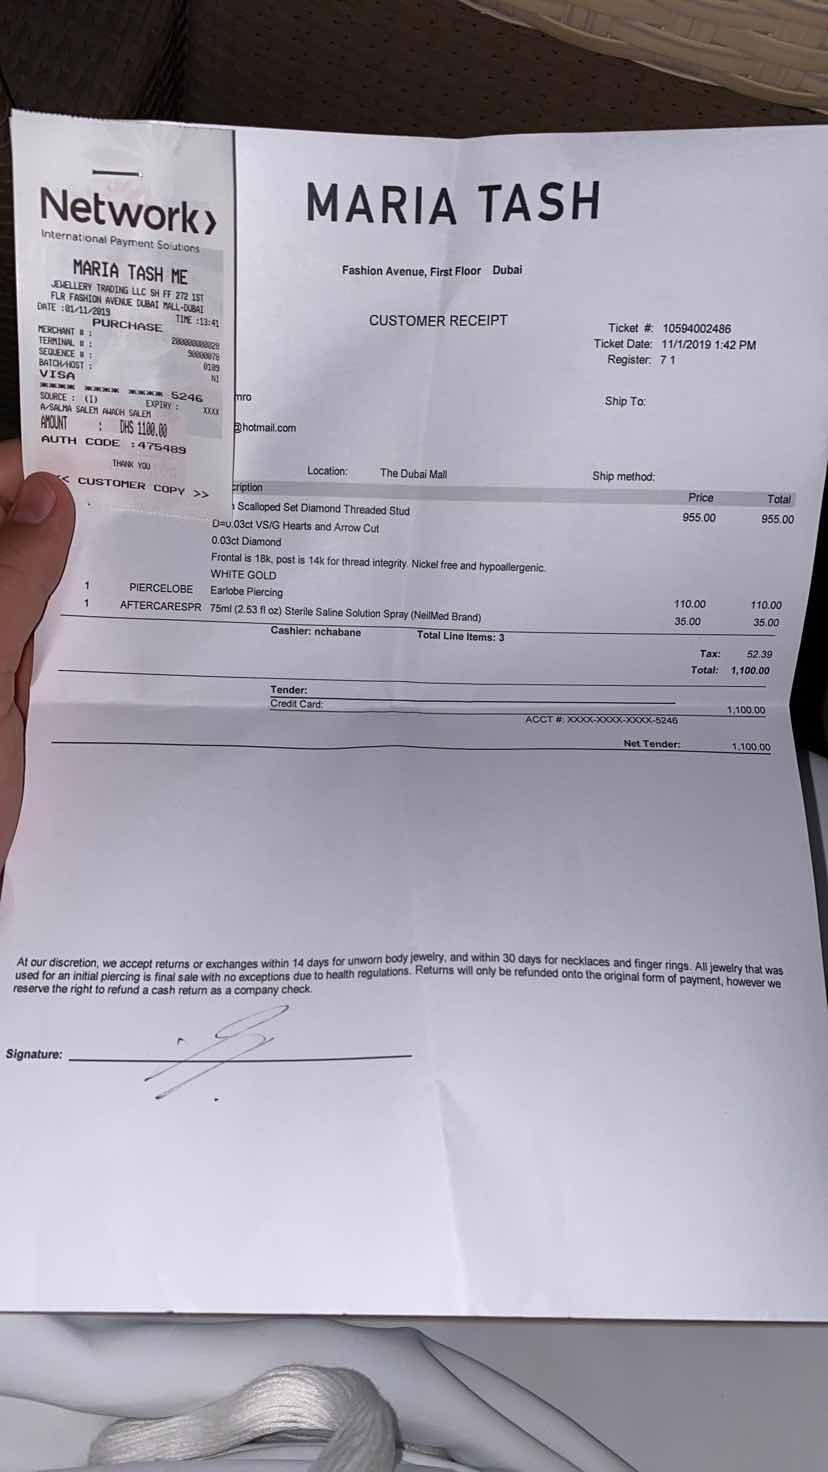 Network>
International Payment Solutions
MARIA TASH ME
JEWELLERY TRADING LLC SH FF 272 1ST
FLR FASHION AVENUE DUBAI MALL-DUBAI
DATE :01/11/2019 TIME :13:41
PURCHASE
MERCHANT # : 200000000020
TERMINAL # : 90000078
SEQUENCE # : 0109
BATCH/HOST : NI
VISA
**** **** **** 5246
SOURCE : (I) EXPIRY : XXXX
A/SALMA SALEM AWADH SALEM
AMOUNT : DHS 1100.00
AUTH CODE :475489
THANK YOU
<< CUSTOMER COPY >>
MARIA TASH
Fashion Avenue, First Floor Dubai
CUSTOMER RECEIPT
Ticket #: 10594002486
Ticket Date: 11/1/2019 1:42 PM
Register: 7 1
mro
Ship To:
@hotmail.com
Location: The Dubai Mall Ship method:
cription Price Total
Scalloped Set Diamond Threaded Stud 955.00 955.00
D=0.03ct VS/G Hearts and Arrow Cut
0.03ct Diamond
Frontal is 18k, post is 14k for thread integrity. Nickel free and hypoallergenic.
WHITE GOLD
1 PIERCELOBE Earlobe Piercing 110.00 110.00
1 AFTERCARESPR 75ml (2.53 fl oz) Sterile Saline Solution Spray (NeilMed Brand) 35.00 35.00
Cashier: nchabane Total Line Items: 3
Tax: 52.39
Total: 1,100.00
Tender:
Credit Card: 1,100.00
ACCT #: XXXX-XXXX-XXXX-5246
Net Tender: 1,100.00
At our discretion, we accept returns or exchanges within 14 days for unworn body jewelry, and within 30 days for necklaces and finger rings. All jewelry that was
used for an initial piercing is final sale with no exceptions due to health regulations. Returns will only be refunded onto the original form of payment, however we
reserve the right to refund a cash return as a company check.
Signature: